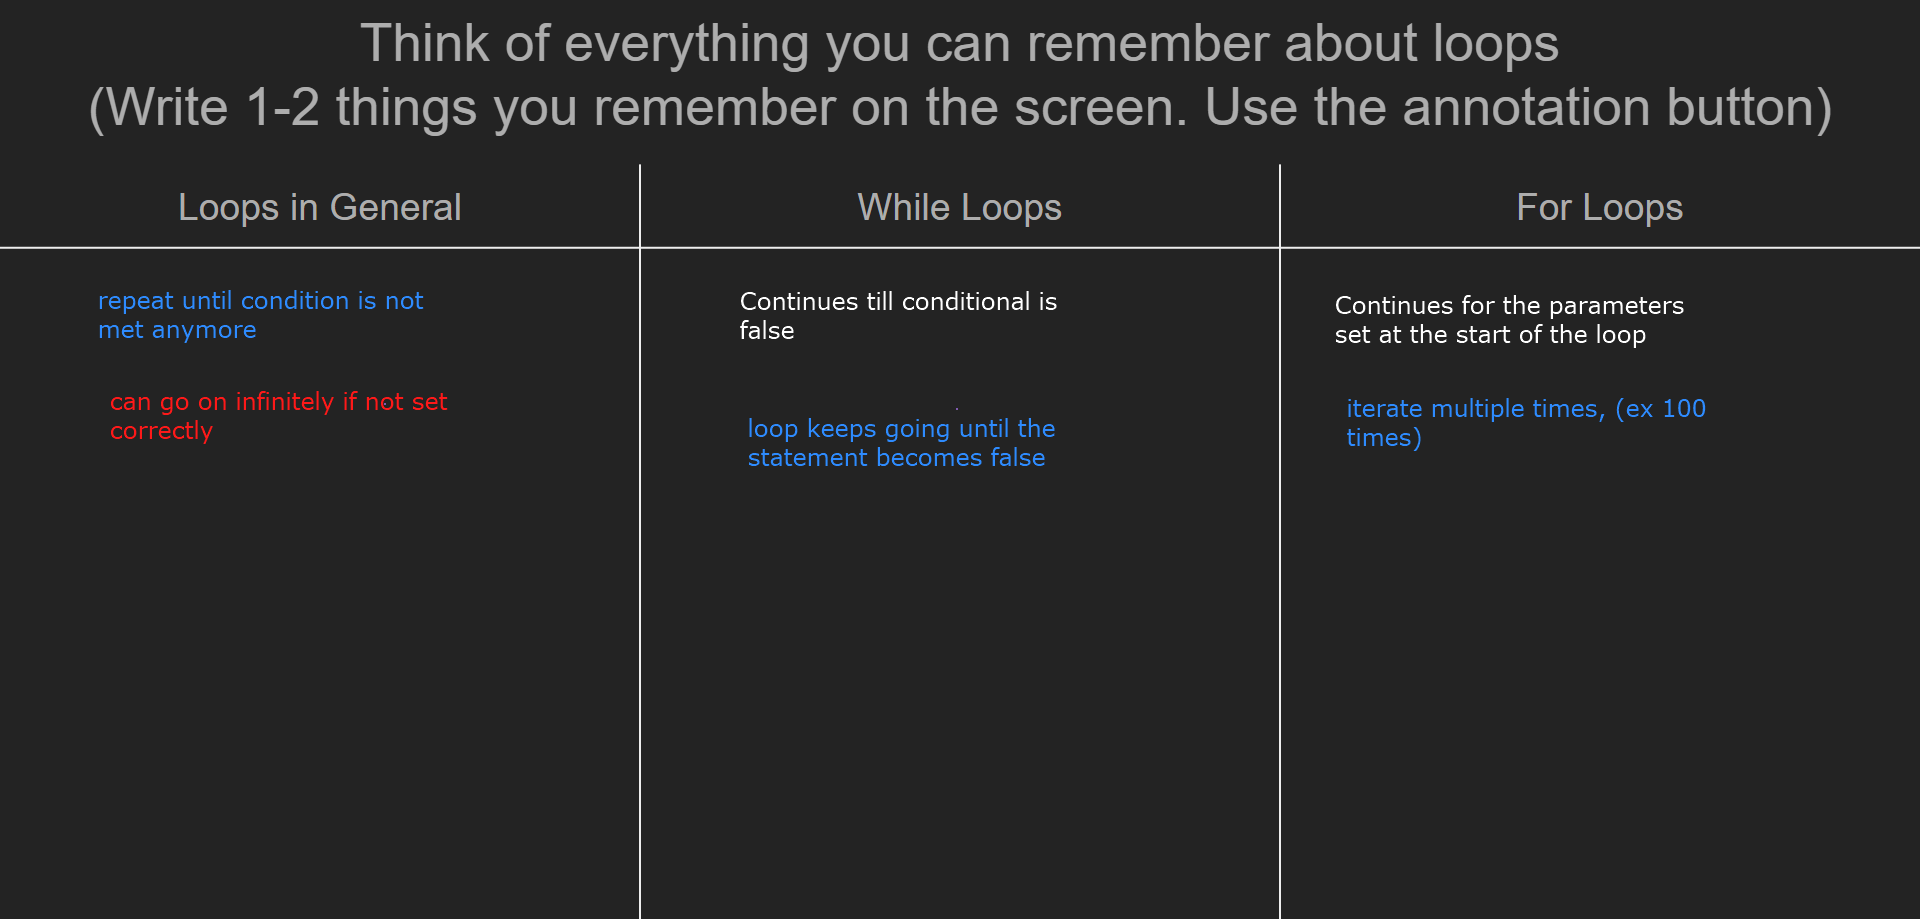 Think of everything you can remember about loops
(Write 1-2 things you remember on the screen. Use the annotation button)
Loops in General
While Loops
For Loops
repeat until condition is not
met anymore
can go on infinitely if not set
correctly
Continues till conditional is
false
loop keeps going until the
statement becomes false
Continues for the parameters
set at the start of the loop
iterate multiple times, (ex 100
times)